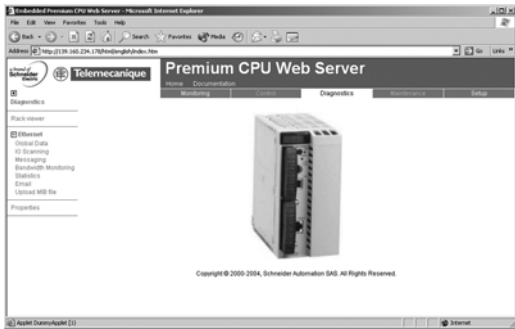 Embedded Premium CPU Web Server - Microsoft Internet Explorer
File Edit View Favorites Tools Help
Back Search Favorites Media
Address http://139.160.234.178/html/english/index.htm Go Links
a brand of
Schneider
Electric
Telemecanique
Premium CPU Web Server
Home Documentation
Monitoring Control Diagnostics Maintenance Setup
Diagnostics
Rack viewer
Ethernet
Global Data
IO Scanning
Messaging
Bandwidth Monitoring
Statistics
Email
Upload MIB file
Properties
Copyright © 2000-2004, Schneider Automation SAS. All Rights Reserved.
Applet DummyApplet [1] Internet